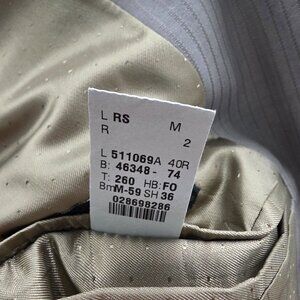 L RS M
R
2
L 511069A 40R
B: 46348 - 74
T: 260 HB: FO
Bm M-59 SH 36
028698286